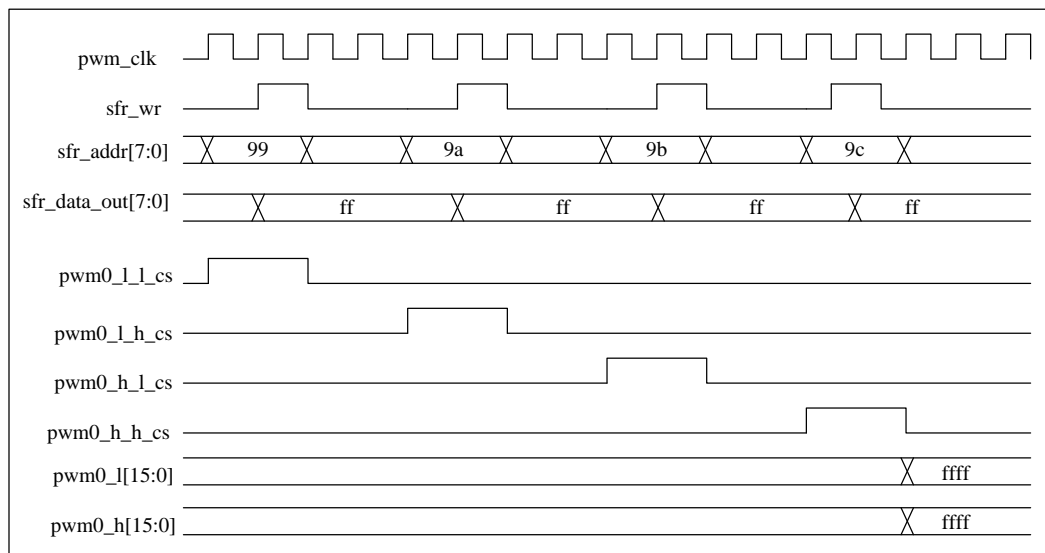 pwm_clk
sfr_wr
sfr_addr[7:0] 99 9a 9b 9c
sfr_data_out[7:0] ff ff ff ff
pwm0_l_l_cs
pwm0_l_h_cs
pwm0_h_l_cs
pwm0_h_h_cs
pwm0_l[15:0] ffff
pwm0_h[15:0] ffff